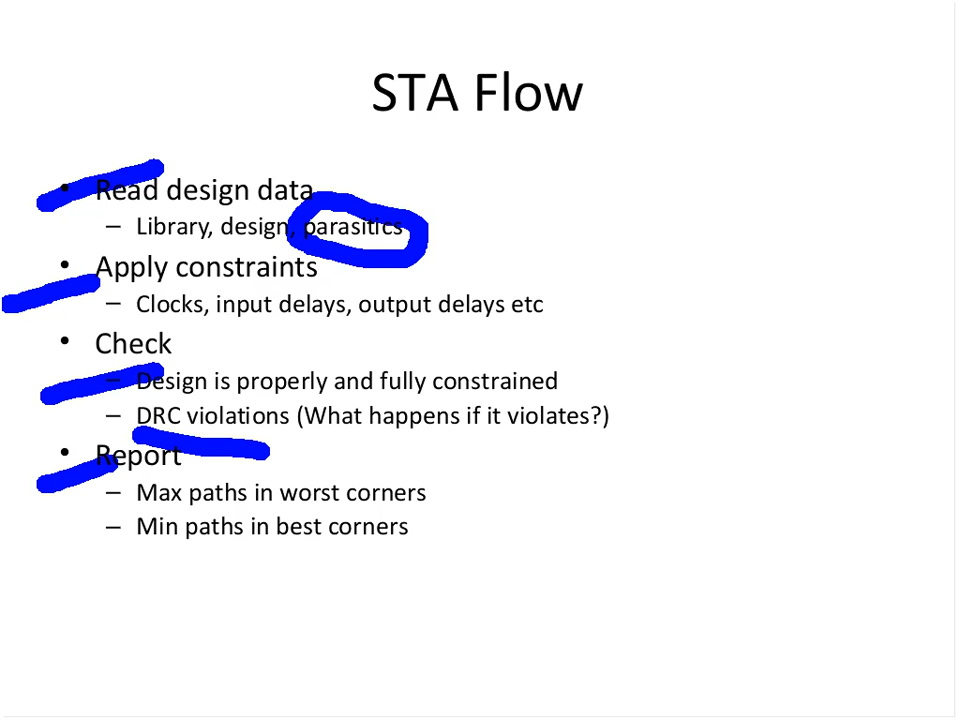 STA Flow
• Read design data
– Library, design, parasitics
• Apply constraints
– Clocks, input delays, output delays etc
• Check
– Design is properly and fully constrained
– DRC violations (What happens if it violates?)
• Report
– Max paths in worst corners
– Min paths in best corners